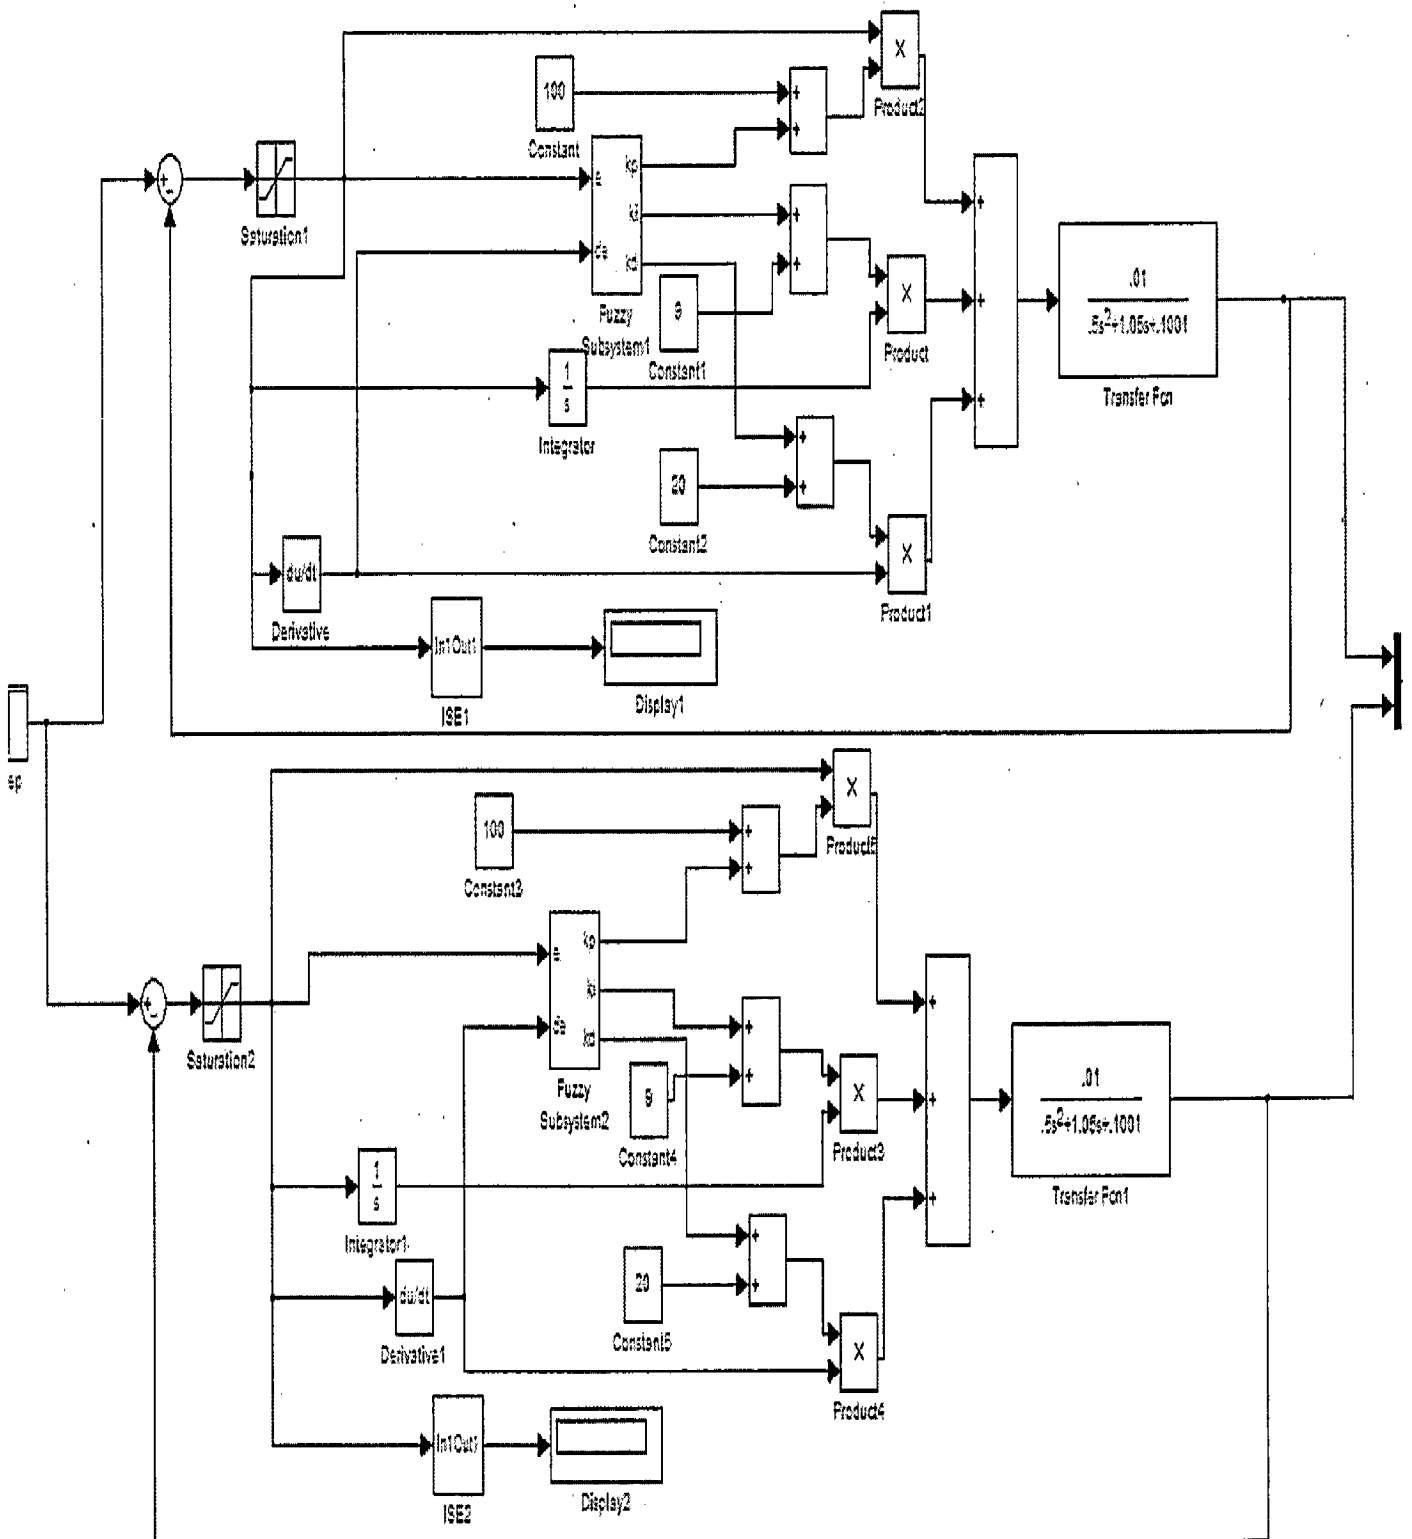 X
Product2
100
Constant
+
+
kp
ki
kd
e
de
Fuzzy
Subsystem1
+
-
Saturation1
+
+
9
Constant1
X
Product
+
+
+
.01
.5s²+1.05s+.1001
Transfer Fcn
1
s
Integrator
20
Constant2
+
+
X
Product1
du/dt
Derivative
In1Out1
ISE1
Display1
ep
X
100
Constant3
+
+
kp
ki
kd
e
de
Fuzzy
Subsystem2
+
-
Saturation2
+
+
9
Constant4
X
Product3
+
+
+
.01
.5s²+1.05s+.1001
Transfer Fcn1
1
s
Integrator1
20
Constant5
+
+
X
Product4
du/dt
Derivative1
In1Out1
ISE2
Display2